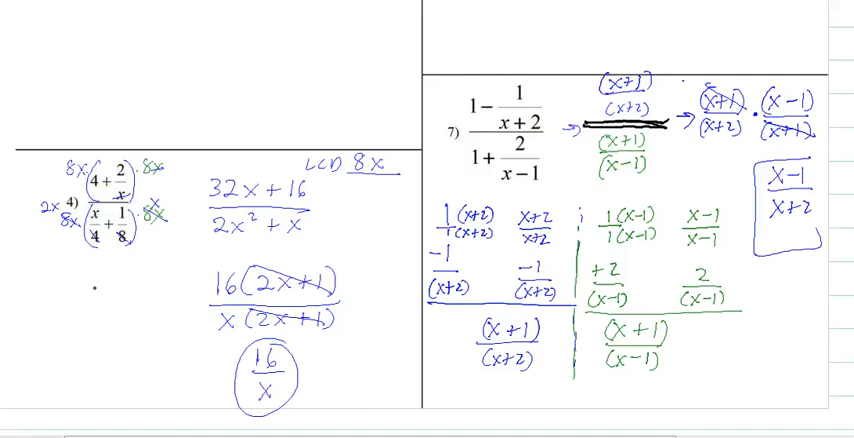 LCD 8x
8x(4 + 2/x) · 8x
2x 4) x
8x(x/4 + 1/8) · 8x
32x + 16
2x² + x
16(2x+1)
x(2x+1)
16
x
7) (1 - 1/(x + 2))/(1 + 2/(x - 1)) → ((x+1)/(x+2))/((x+1)/(x-1)) → (x+1)/(x+2) · (x-1)/(x+1)
x-1
x+2
1(x+2)/1(x+2) x+2/x+2
-1/(x+2) -1/(x+2)
(x+1)/(x+2)
1(x-1)/1(x-1) x-1/x-1
+2/(x-1) 2/(x-1)
(x+1)/(x-1)